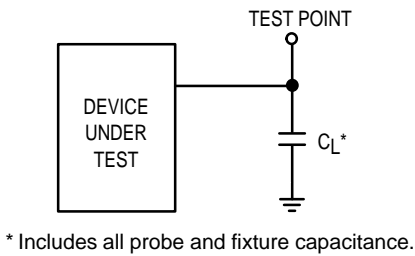 TEST POINT
DEVICE
UNDER
TEST
CL*
* Includes all probe and fixture capacitance.